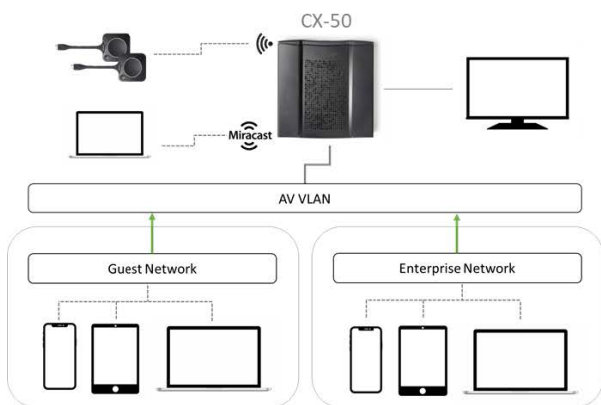 CX-50
Miracast
AV VLAN
Guest Network
Enterprise Network